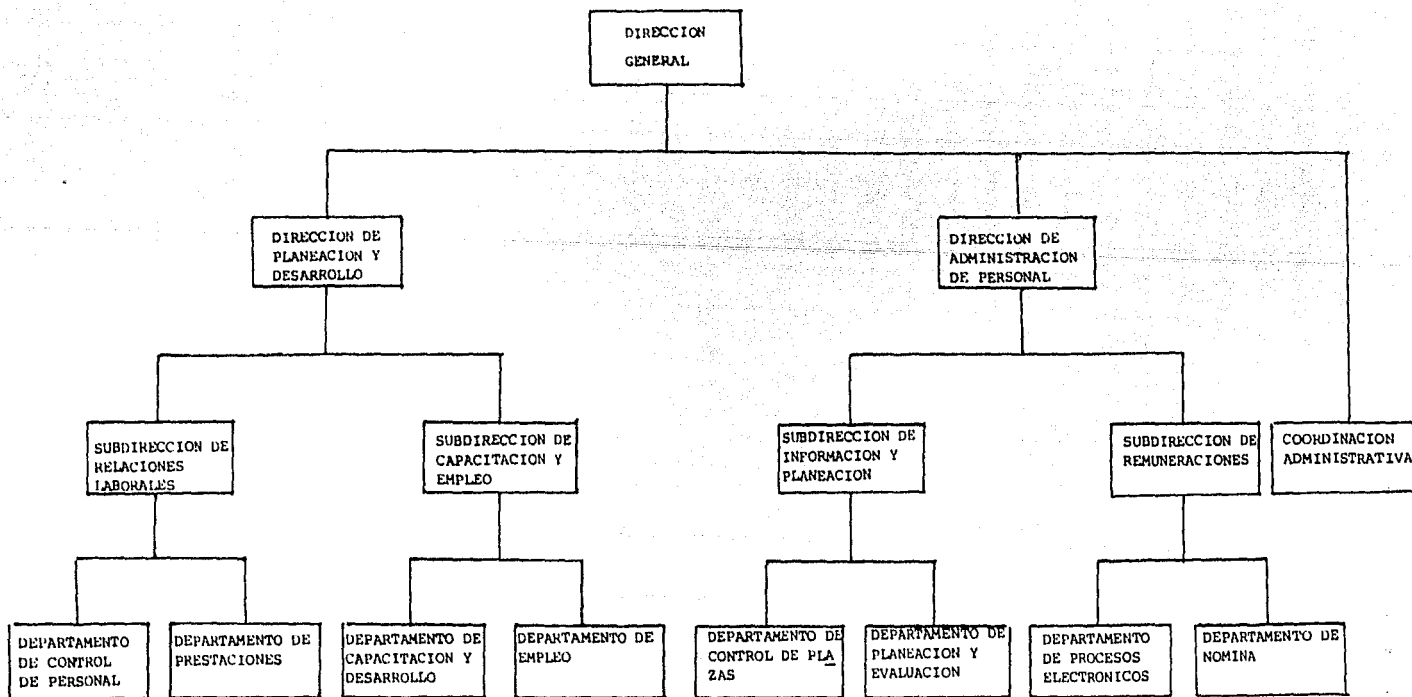 DIRECCION
GENERAL
DIRECCION DE
PLANEACION Y
DESARROLLO
DIRECCION DE
ADMINISTRACION
DE PERSONAL
SUBDIRECCION DE
RELACIONES
LABORALES
SUBDIRECCION DE
CAPACITACION Y
EMPLEO
SUBDIRECCION DE
INFORMACION Y
PLANEACION
SUBDIRECCION DE
REMUNERACIONES
COORDINACION
ADMINISTRATIVA
DEPARTAMENTO
DE CONTROL
DE PERSONAL
DEPARTAMENTO DE
PRESTACIONES
DEPARTAMENTO DE
CAPACITACION Y
DESARROLLO
DEPARTAMENTO DE
EMPLEO
DEPARTAMENTO DE
CONTROL DE PLA
ZAS
DEPARTAMENTO DE
PLANEACION Y
EVALUACION
DEPARTAMENTO
DE PROCESOS
ELECTRONICOS
DEPARTAMENTO DE
NOMINA